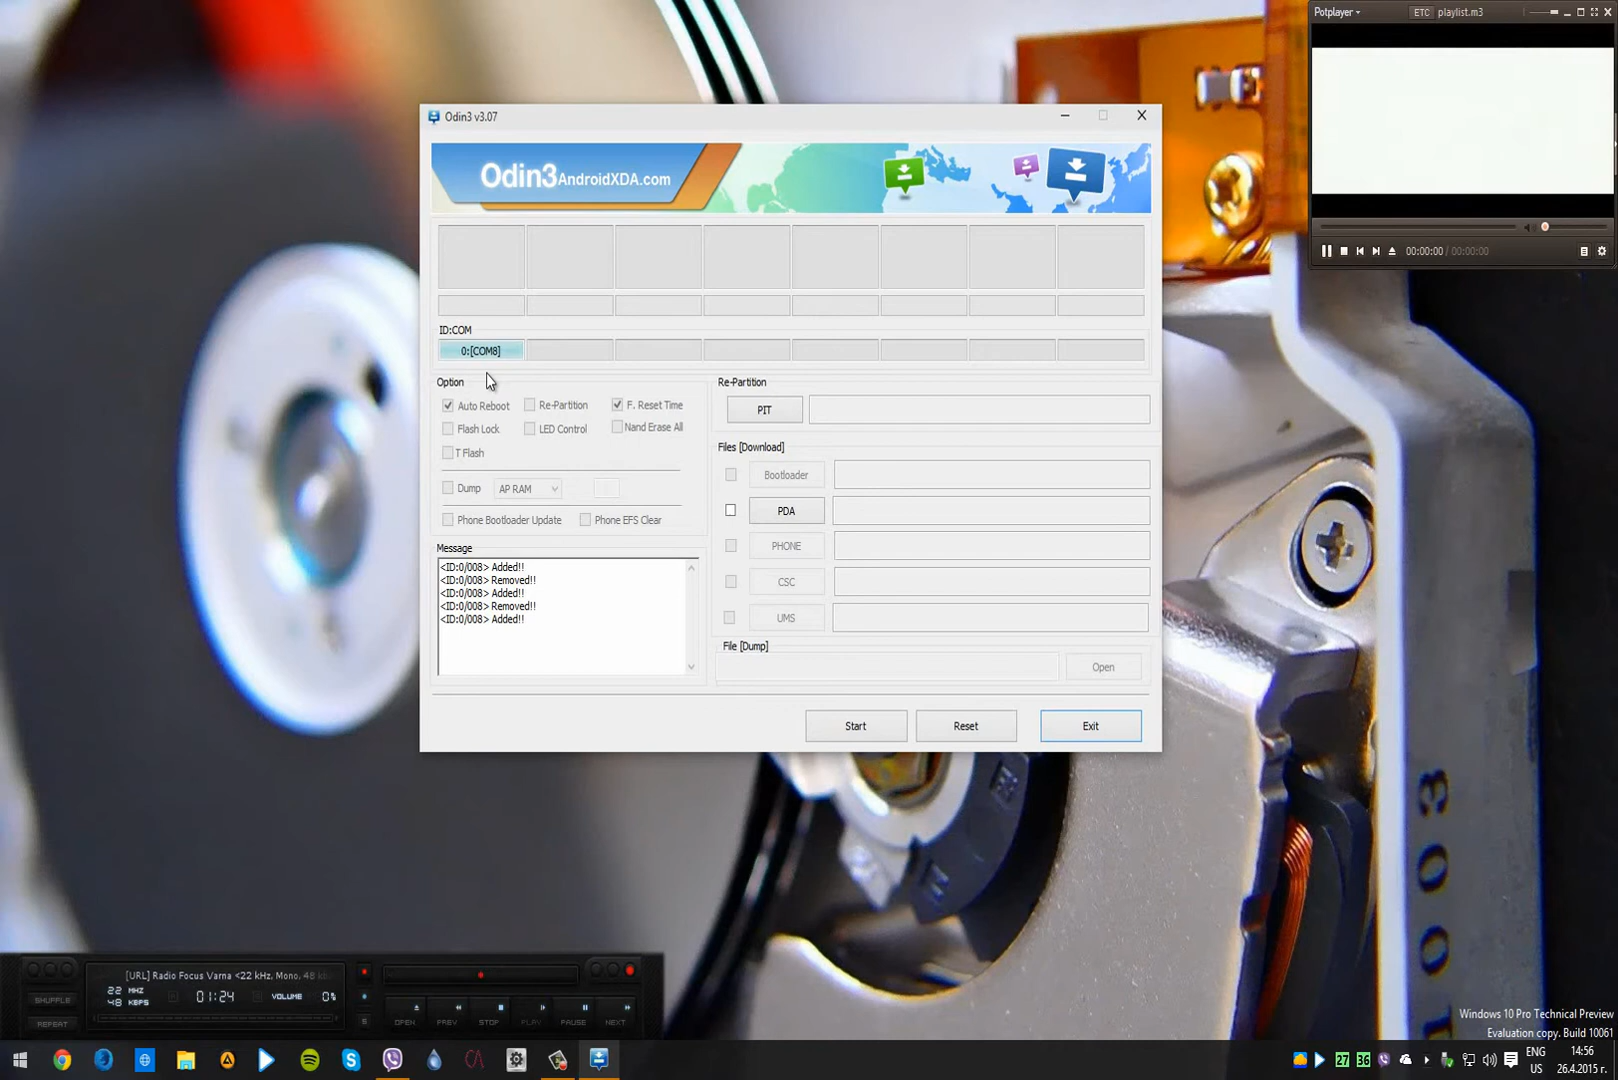 Potplayer
ETC playlist.m3
00:00:00 / 00:00:00
Odin3 v3.07
Odin3 AndroidXDA.com
ID:COM
0:[COM8]
Option
Auto Reboot
Re-Partition
F. Reset Time
Flash Lock
LED Control
Nand Erase All
T Flash
Dump
AP RAM
Phone Bootloader Update
Phone EFS Clear
Message
<ID:0/008> Added!!
<ID:0/008> Removed!!
<ID:0/008> Added!!
<ID:0/008> Removed!!
<ID:0/008> Added!!
Re-Partition
PIT
Files [Download]
Bootloader
PDA
PHONE
CSC
UMS
File [Dump]
Open
Start
Reset
Exit
1003
SHUFFLE
REPEAT
[URL] Radio Focus Varna <22 kHz, Mono, 48 k
22 MHZ
48 KBPS
01:24
VOLUME 0%
OPEN PREV STOP PLAY PAUSE NEXT
Windows 10 Pro Technical Preview
Evaluation copy. Build 10061
27 36
ENG
US
14:56
26.4.2015 г.